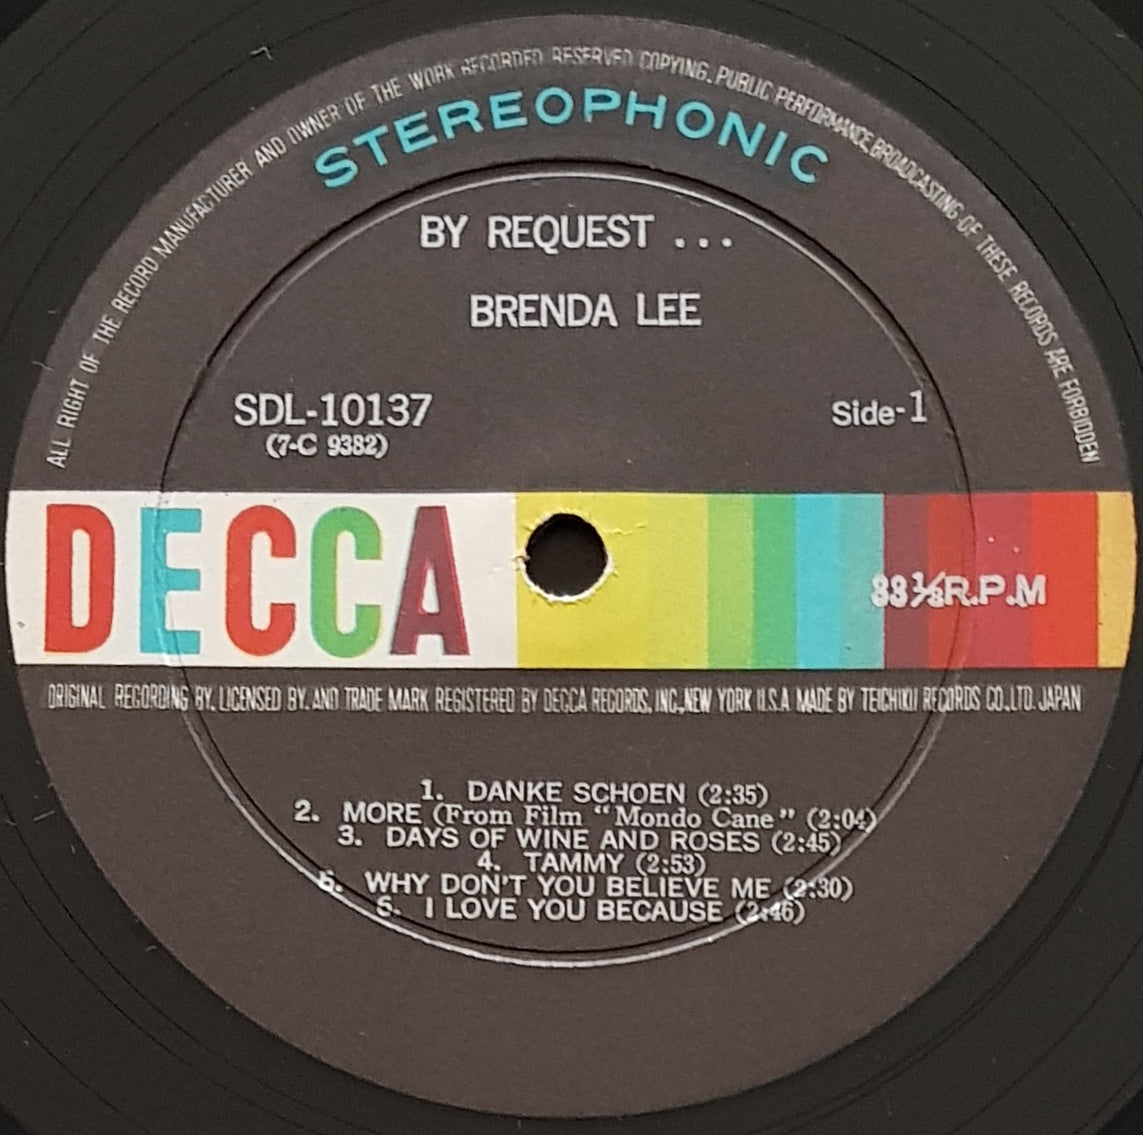 ALL RIGHT OF THE RECORD MANUFACTURER AND OWNER OF THE WORK RECORDED RESERVED COPYING. PUBLIC PERFORMANCE, BROADCASTING OF THESE RECORDS ARE FORBIDDEN
STEREOPHONIC
BY REQUEST ...
BRENDA LEE
SDL-10137
(7-C 9382)
Side-1
DECCA
33 ⅓ R.P.M
ORIGINAL RECORDING BY, LICENSED BY, AND TRADE MARK REGISTERED BY DECCA RECORDS, INC., NEW YORK U.S.A MADE BY TEICHIKU RECORDS CO., LTD. JAPAN
1. DANKE SCHOEN (2:35)
2. MORE (From Film "Mondo Cane" (2:04)
3. DAYS OF WINE AND ROSES (2:45)
4. TAMMY (2:53)
5. WHY DON'T YOU BELIEVE ME (2:30)
6. I LOVE YOU BECAUSE (2:46)